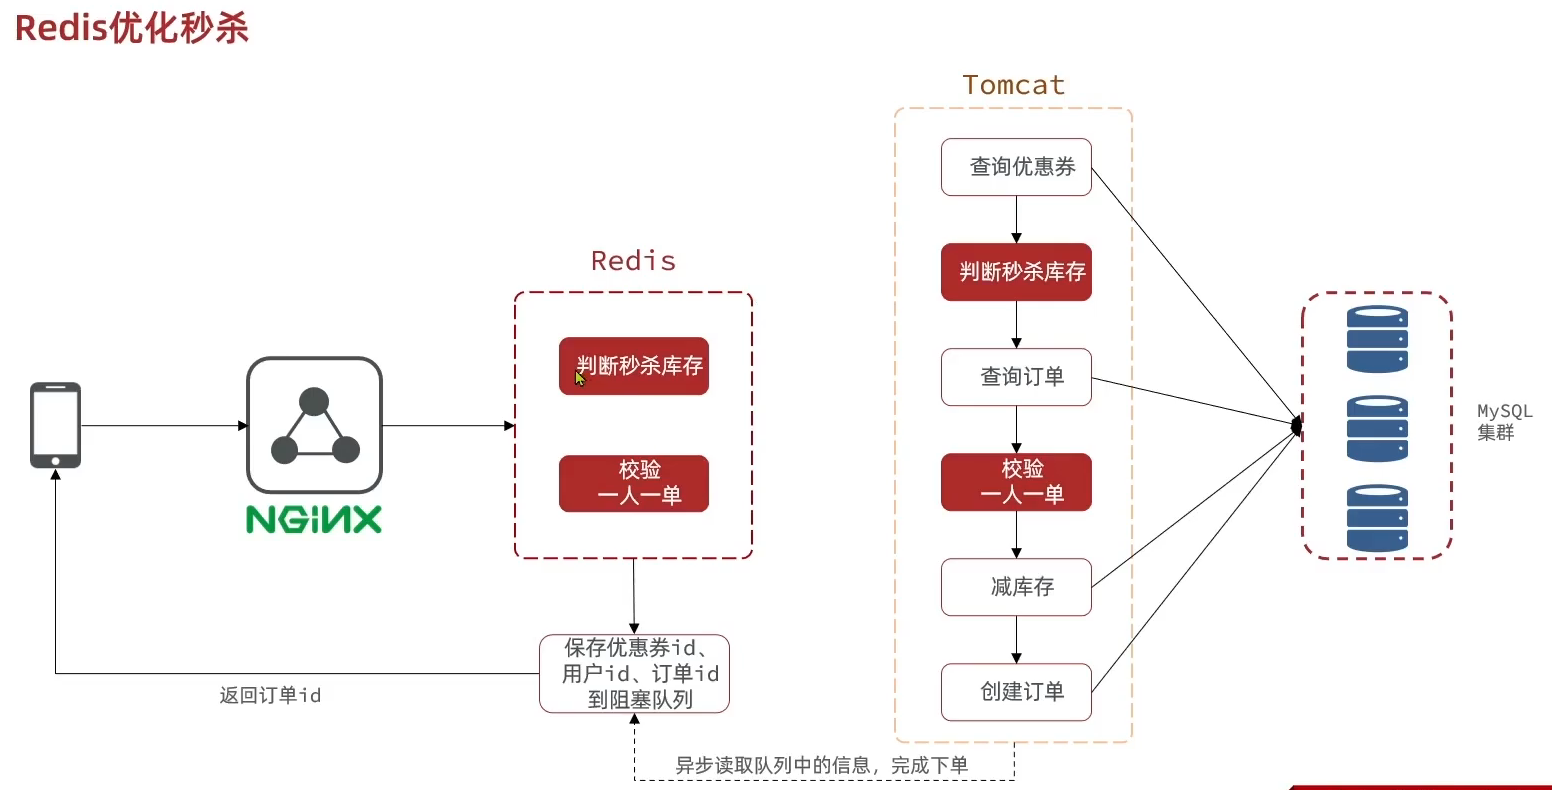 Redis优化秒杀
Tomcat
查询优惠券
判断秒杀库存
查询订单
校验
一人一单
减库存
创建订单
Redis
判断秒杀库存
校验
一人一单
NGINX
保存优惠券id、
用户id、订单id
到阻塞队列
返回订单id
异步读取队列中的信息，完成下单
MySQL
集群